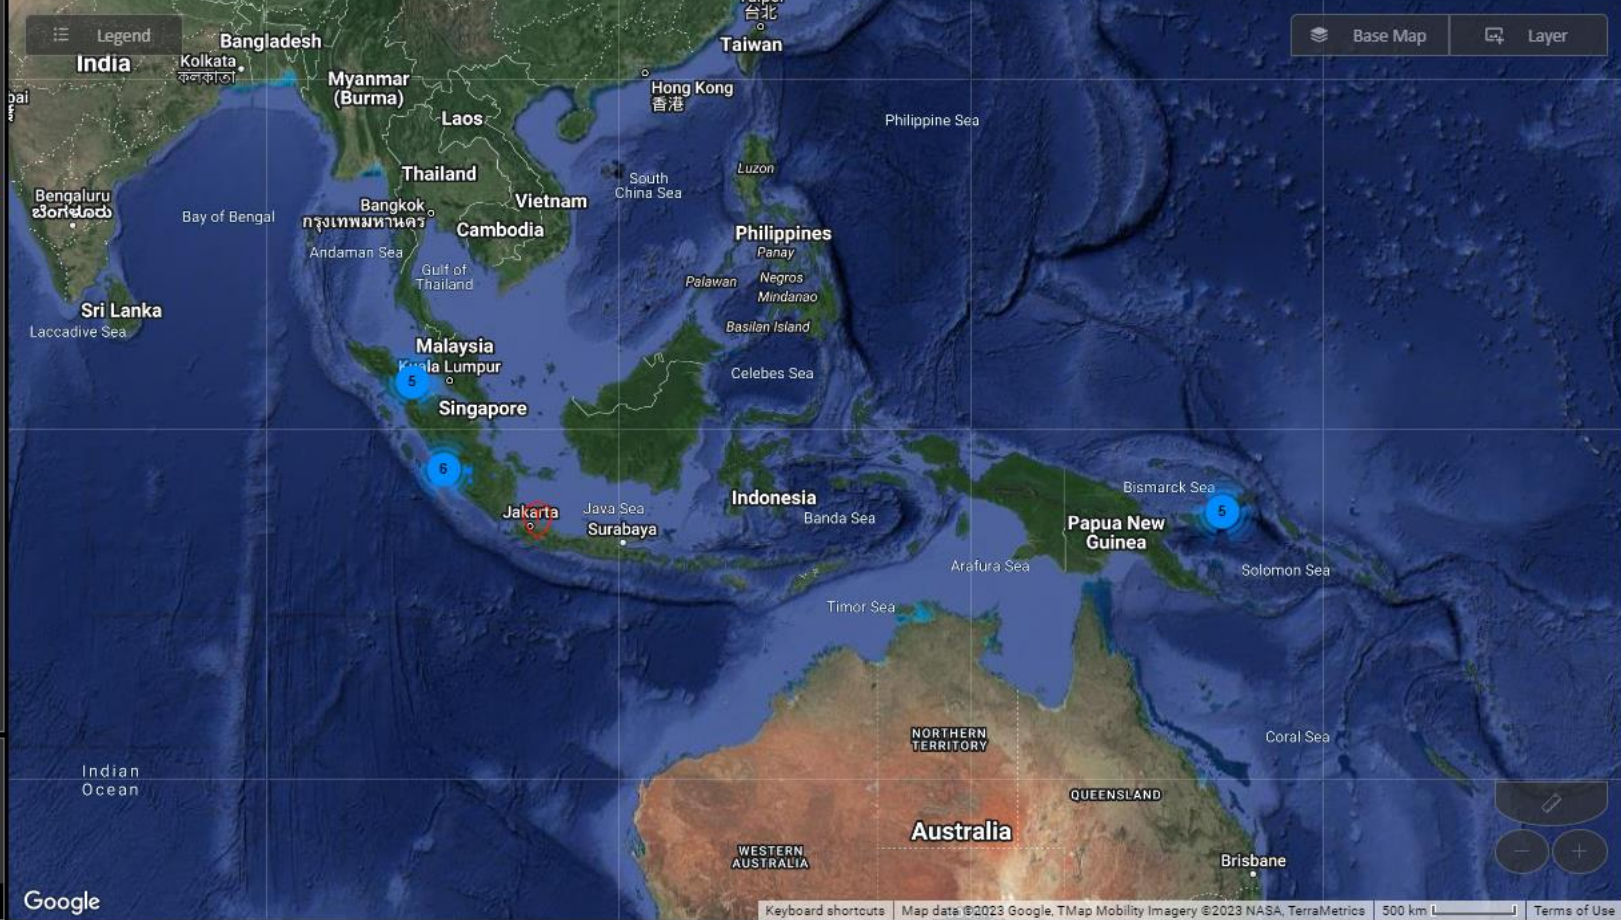 台北
Taiwan
Legend
Base Map
Layer
Bangladesh
India
Kolkata
কলকাতা
Myanmar
(Burma)
Hong Kong
香港
Laos
Philippine Sea
Luzon
Thailand
South
China Sea
Bengaluru
ಬೆಂಗಳೂರು
Vietnam
Bangkok
กรุงเทพมหานคร
Bay of Bengal
Cambodia
Philippines
Andaman Sea
Panay
Gulf of
Thailand
Palawan
Negros
Mindanao
Sri Lanka
Laccadive Sea
Basilan Island
Malaysia
Kuala Lumpur
Celebes Sea
5
Singapore
6
Bismarck Sea
Indonesia
Jakarta
Java Sea
5
Banda Sea
Surabaya
Papua New
Guinea
Arafura Sea
Solomon Sea
Timor Sea
NORTHERN
TERRITORY
Coral Sea
Indian
Ocean
QUEENSLAND
Australia
WESTERN
AUSTRALIA
Brisbane
Google
Keyboard shortcuts
Map data ©2023 Google, TMap Mobility Imagery ©2023 NASA, TerraMetrics
500 km
Terms of Use